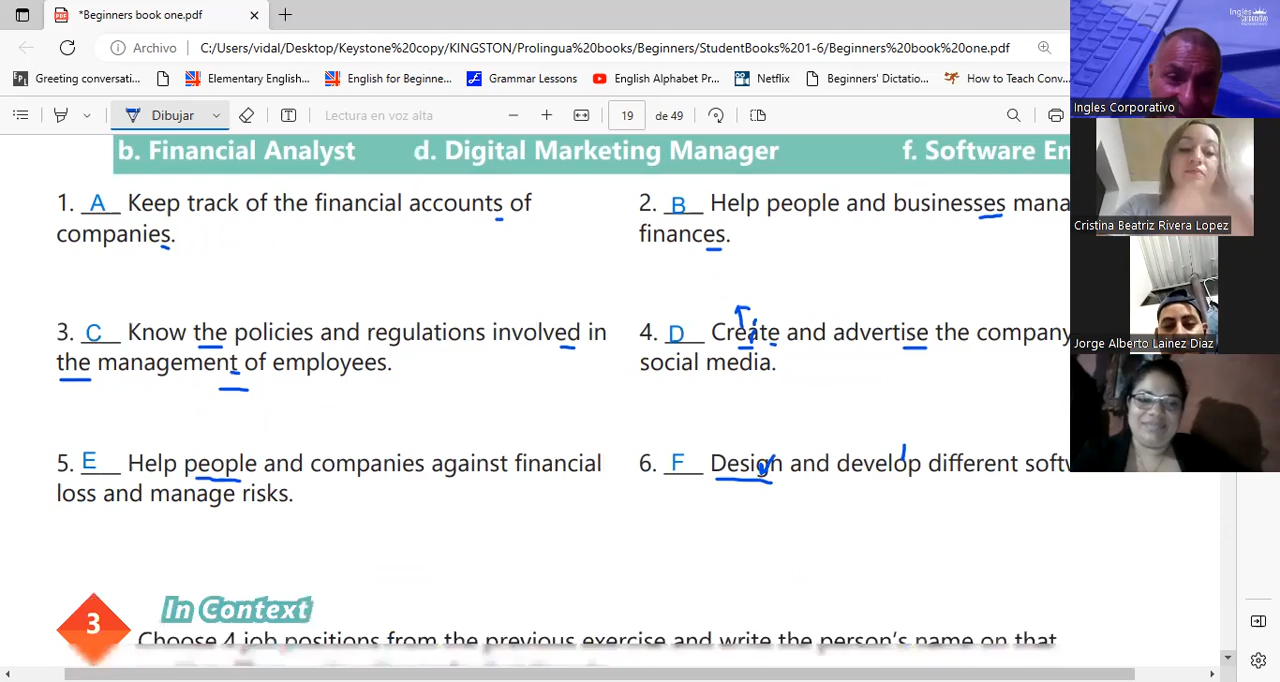 *Beginners book one.pdf
Archivo C:/Users/vidal/Desktop/Keystone%20copy/KINGSTON/Prolingua%20books/Beginners/StudentBooks%201-6/Beginners%20book%20one.pdf
Greeting conversati... Elementary English... English for Beginne... Grammar Lessons English Alphabet Pr... Netflix Beginners' Dictatio... How to Teach Conv...
Dibujar Lectura en voz alta 19 de 49
b. Financial Analyst d. Digital Marketing Manager f. Software En
1. A Keep track of the financial accounts of
companies.
2. B Help people and businesses mana
finances.
3. C Know the policies and regulations involved in
the management of employees.
4. D Create and advertise the company
social media.
5. E Help people and companies against financial
loss and manage risks.
6. F Design and develop different softw
3 In Context
Choose 4 job positions from the previous exercise and write the person's name on that
Ingles Corporativo
Ingles Corporativo
Cristina Beatriz Rivera Lopez
Jorge Alberto Lainez Diaz